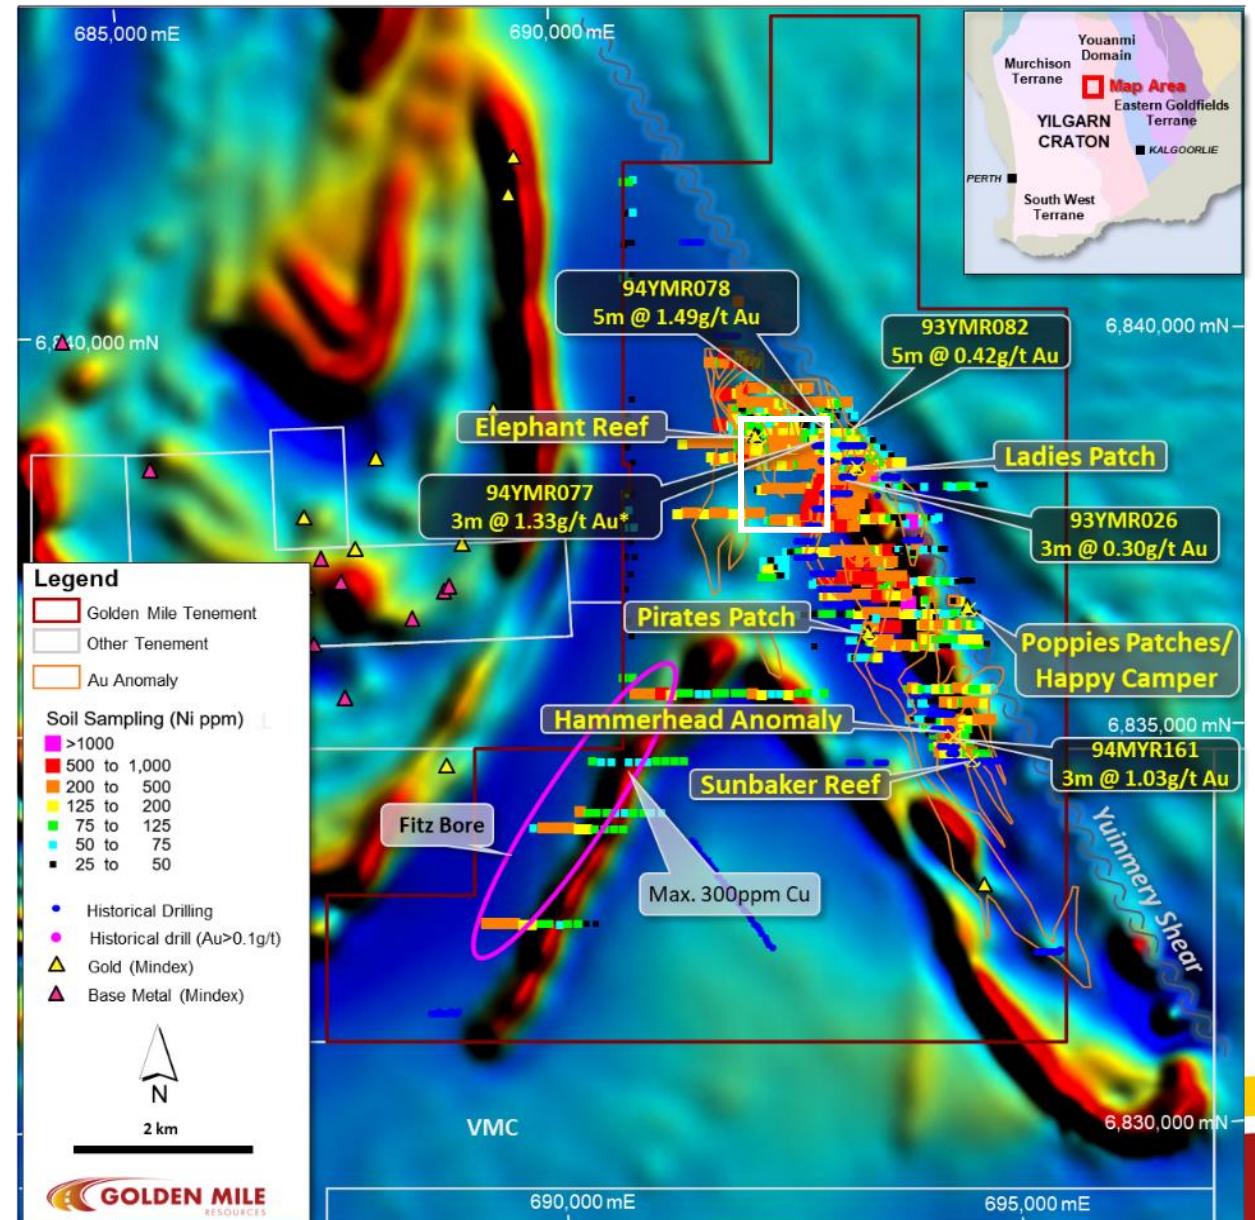 685,000 mE
690,000 mE
Murchison
Terrane
Youanmi
Domain
Map Area
Eastern Goldfields
Terrane
YILGARN
CRATON
KALGOORLIE
PERTH
South West
Terrane
94YMR078
5m @ 1.49g/t Au
93YMR082
5m @ 0.42g/t Au
6,840,000 mN
6,840,000 mN
Elephant Reef
Ladies Patch
94YMR077
3m @ 1.33g/t Au*
93YMR026
3m @ 0.30g/t Au
Pirates Patch
Poppies Patches/
Happy Camper
Hammerhead Anomaly
6,835,000 mN
94MYR161
3m @ 1.03g/t Au
Sunbaker Reef
Fitz Bore
Max. 300ppm Cu
Yuinmery Shear
VMC
6,830,000 mN
690,000 mE
695,000 mE
Legend
Golden Mile Tenement
Other Tenement
Au Anomaly
Soil Sampling (Ni ppm)
>1000
500 to 1,000
200 to 500
125 to 200
75 to 125
50 to 75
25 to 50
Historical Drilling
Historical drill (Au>0.1g/t)
Gold (Mindex)
Base Metal (Mindex)
N
2 km
GOLDEN MILE
RESOURCES